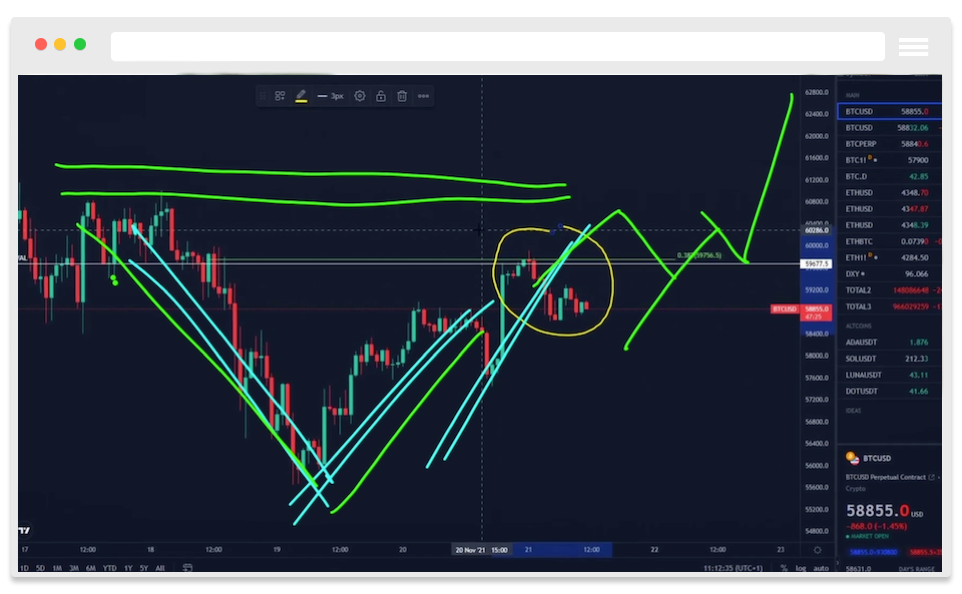 3px
62800.0
62400.0
62000.0
61600.0
61200.0
60800.0
60400.0
60286.0
60000.0
0.382(59756.5)
59677.5
59200.0
BTCUSD 58855.0
47:25
58400.0
58000.0
57600.0
57200.0
56800.0
56400.0
56000.0
55600.0
55200.0
54800.0
17 12:00 18 12:00 19 12:00 20 20 Nov '21 15:00 21 12:00 22 12:00 23
1D 5D 1M 3M 6M YTD 1Y 5Y All
11:12:35 (UTC+1) % log auto
MAIN
BTCUSD 58855.0
BTCUSD 58832.06
BTCPERP 58840.6
BTC1! D 57900
BTC.D 42.85
ETHUSD 4348.70
ETHUSD 4347.87
ETHUSD 4348.39
ETHBTC 0.0739
ETH1! D 4284.50
DXY 96.066
TOTAL2
TOTAL3
ALTCOINS
ADAUSDT 1.876
SOLUSDT 212.33
LUNAUSDT 43.11
DOTUSDT 41.66
IDEAS
BTCUSD
BTCUSD Perpetual Contract
Crypto
58855.0 USD
−868.0 (−1.45%)
MARKET OPEN
58631.0 DAY'S RANGE